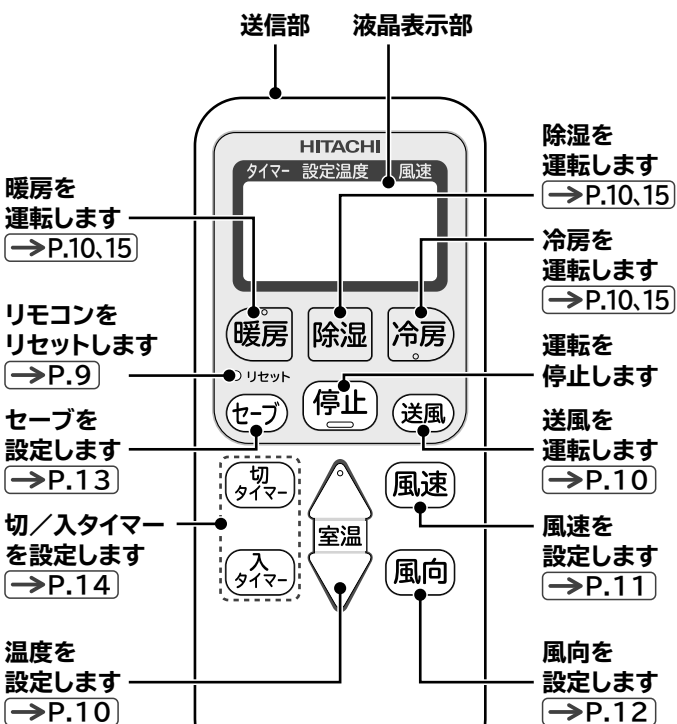 送信部
液晶表示部
HITACHI
タイマー 設定温度 風速
暖房を
運転します
→P.10、15
リモコンを
リセットします
→P.9
セーブを
設定します
→P.13
切／入タイマー
を設定します
→P.14
温度を
設定します
→P.10
暖房
除湿
冷房
リセット
セーブ
停止
送風
切
タイマー
室温
風速
入
タイマー
風向
除湿を
運転します
→P.10、15
冷房を
運転します
→P.10、15
運転を
停止します
送風を
運転します
→P.10
風速を
設定します
→P.11
風向を
設定します
→P.12